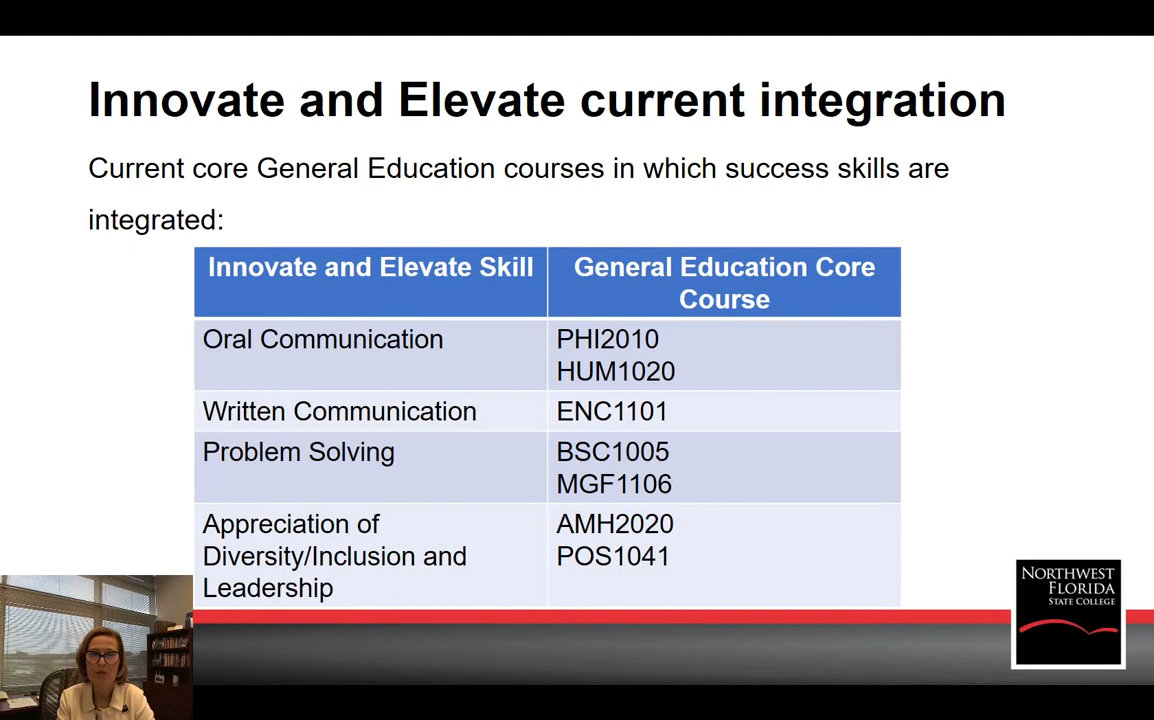 Innovate and Elevate current integration
Current core General Education courses in which success skills are
integrated:
Innovate and Elevate Skill
General Education Core
Course
Oral Communication
PHI2010
HUM1020
Written Communication
ENC1101
Problem Solving
BSC1005
MGF1106
Appreciation of
Diversity/Inclusion and
Leadership
AMH2020
POS1041
NORTHWEST
FLORIDA
STATE COLLEGE